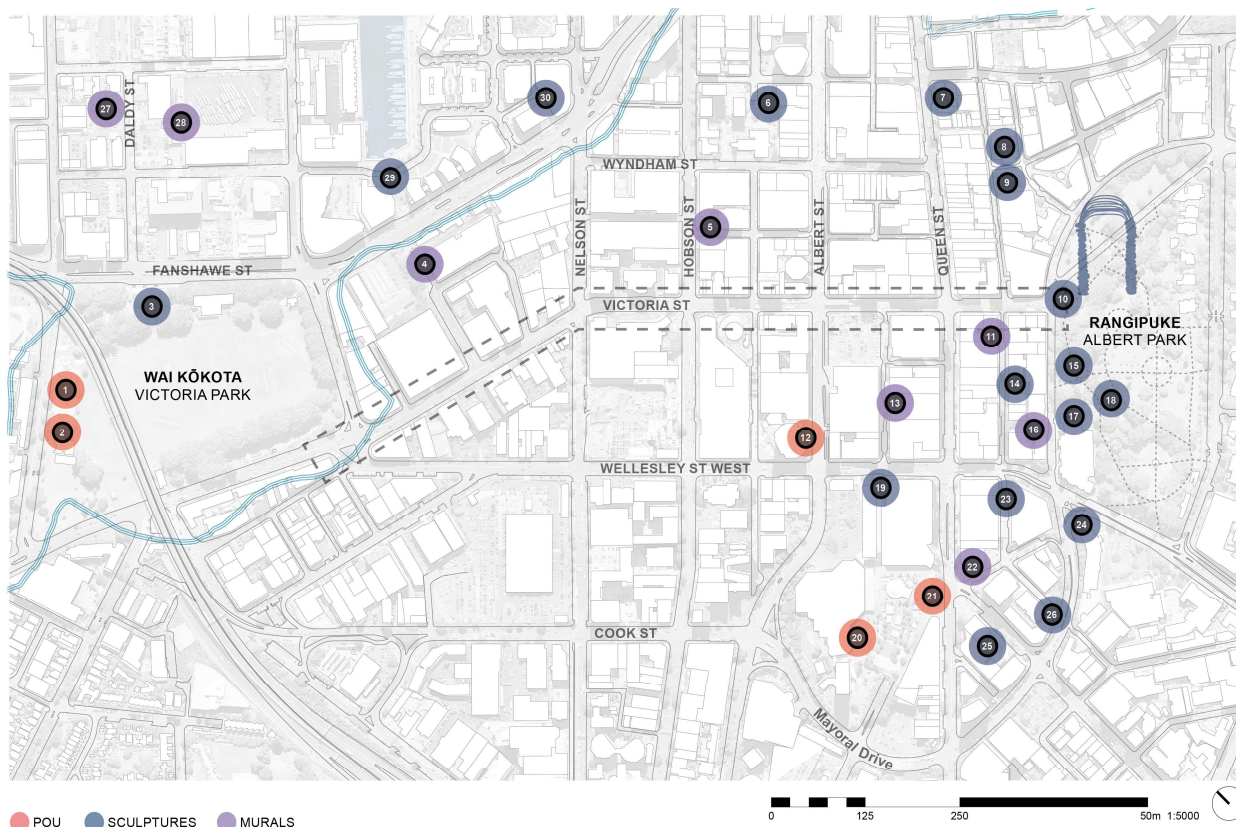 30
27
6
7
28
DALDY ST
8
WYNDHAM ST
29
9
5
NELSON ST
HOBSON ST
ALBERT ST
QUEEN ST
4
FANSHAWE ST
10
3
VICTORIA ST
RANGIPUKE
ALBERT PARK
11
15
WAI KŌKOTA
VICTORIA PARK
14
1
18
13
17
2
12
16
WELLESLEY ST WEST
19
23
24
22
21
26
COOK ST
20
25
Mayoral Drive
POU
SCULPTURES
MURALS
0
125
250
50m 1:5000